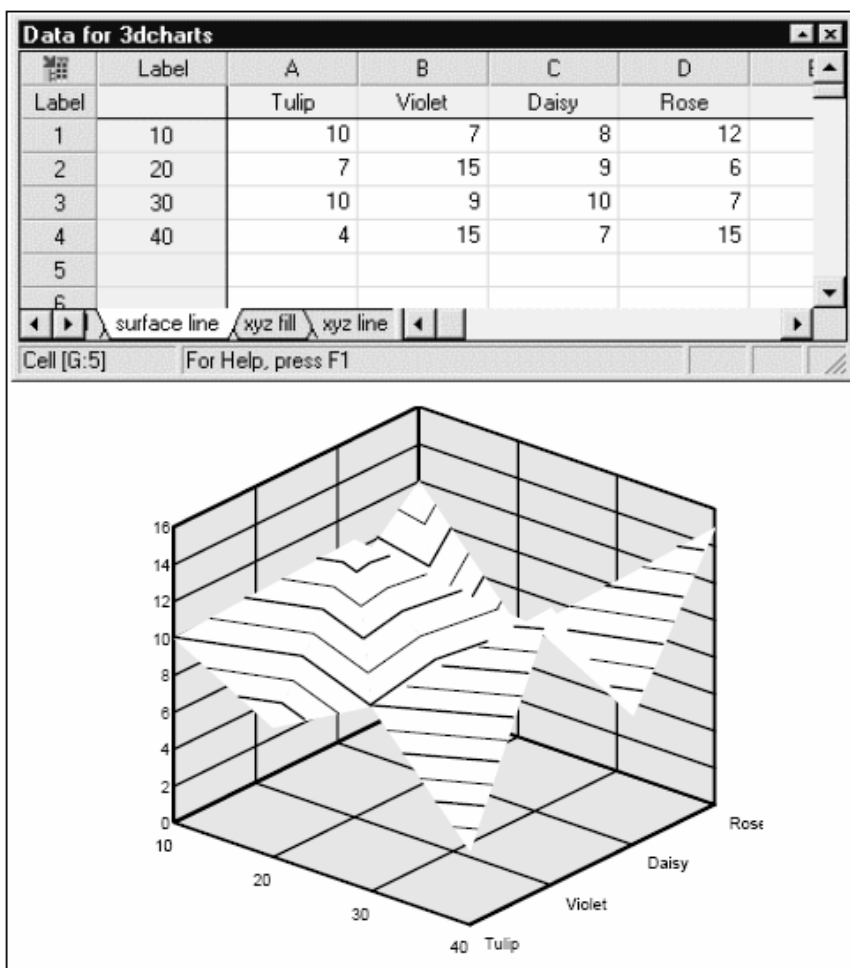 Data for 3dcharts
Label A B C D E
Label Tulip Violet Daisy Rose
1 10 10 7 8 12
2 20 7 15 9 6
3 30 10 9 10 7
4 40 4 15 7 15
5
6
surface line xyz fill xyz line
Cell [G:5] For Help, press F1
16
14
12
10
8
6
4
2
0
10
20
30
40
Tulip
Violet
Daisy
Rose